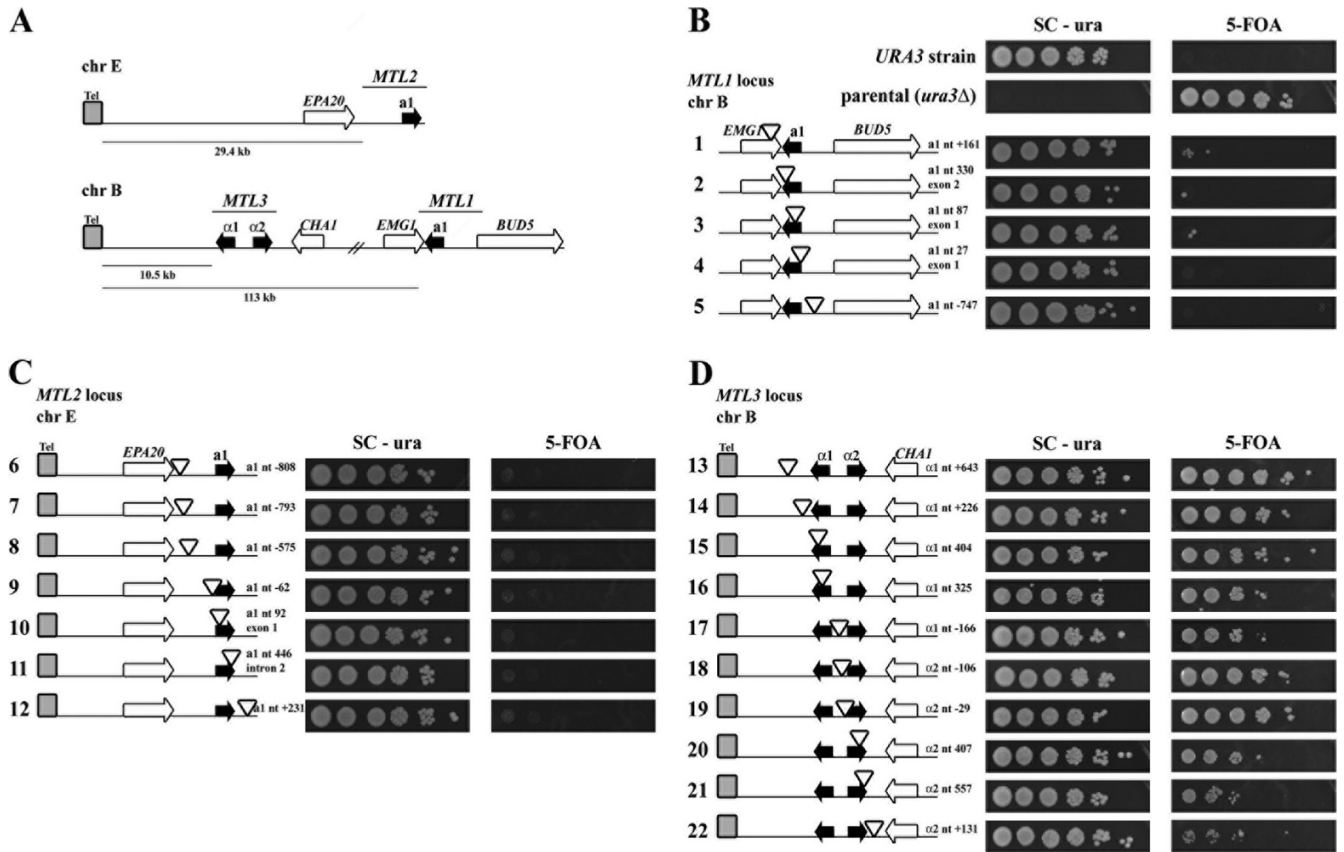 A
chr E
Tel
EPA20
MTL2
a1
29.4 kb
chr B
Tel
MTL3
α1
α2
CHA1
EMG1
MTL1
a1
BUD5
10.5 kb
113 kb
B
SC - ura
5-FOA
URA3 strain
parental (ura3Δ)
MTL1 locus
chr B
EMG1
a1
BUD5
1
a1 nt +161
2
a1 nt 330
exon 2
3
a1 nt 87
exon 1
4
a1 nt 27
exon 1
5
a1 nt -747
C
MTL2 locus
chr E
SC - ura
5-FOA
Tel
EPA20
a1
6
a1 nt -808
7
a1 nt -793
8
a1 nt -575
9
a1 nt -62
10
a1 nt 92
exon 1
11
a1 nt 446
intron 2
12
a1 nt +231
D
MTL3 locus
chr B
SC - ura
5-FOA
Tel
α1
α2
CHA1
13
α1 nt +643
14
α1 nt +226
15
α1 nt 404
16
α1 nt 325
17
α1 nt -166
18
α2 nt -106
19
α2 nt -29
20
α2 nt 407
21
α2 nt 557
22
α2 nt +131